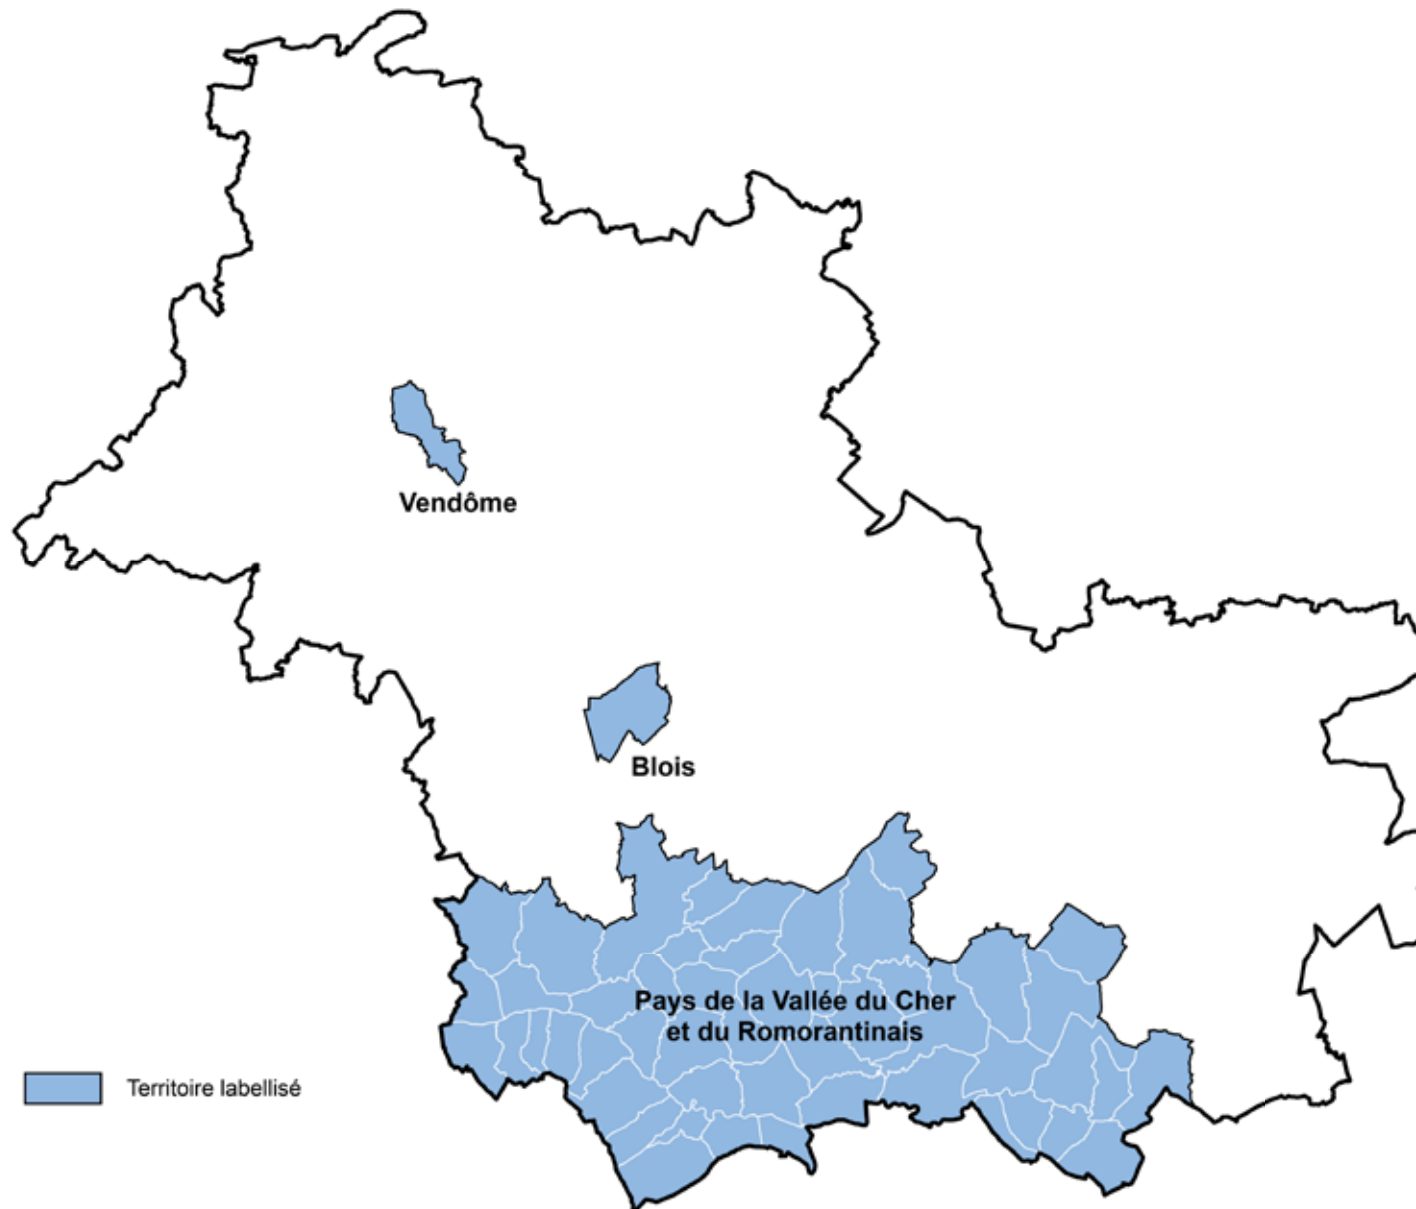 Vendôme
Blois
Pays de la Vallée du Cher
et du Romorantinais
Territoire labellisé